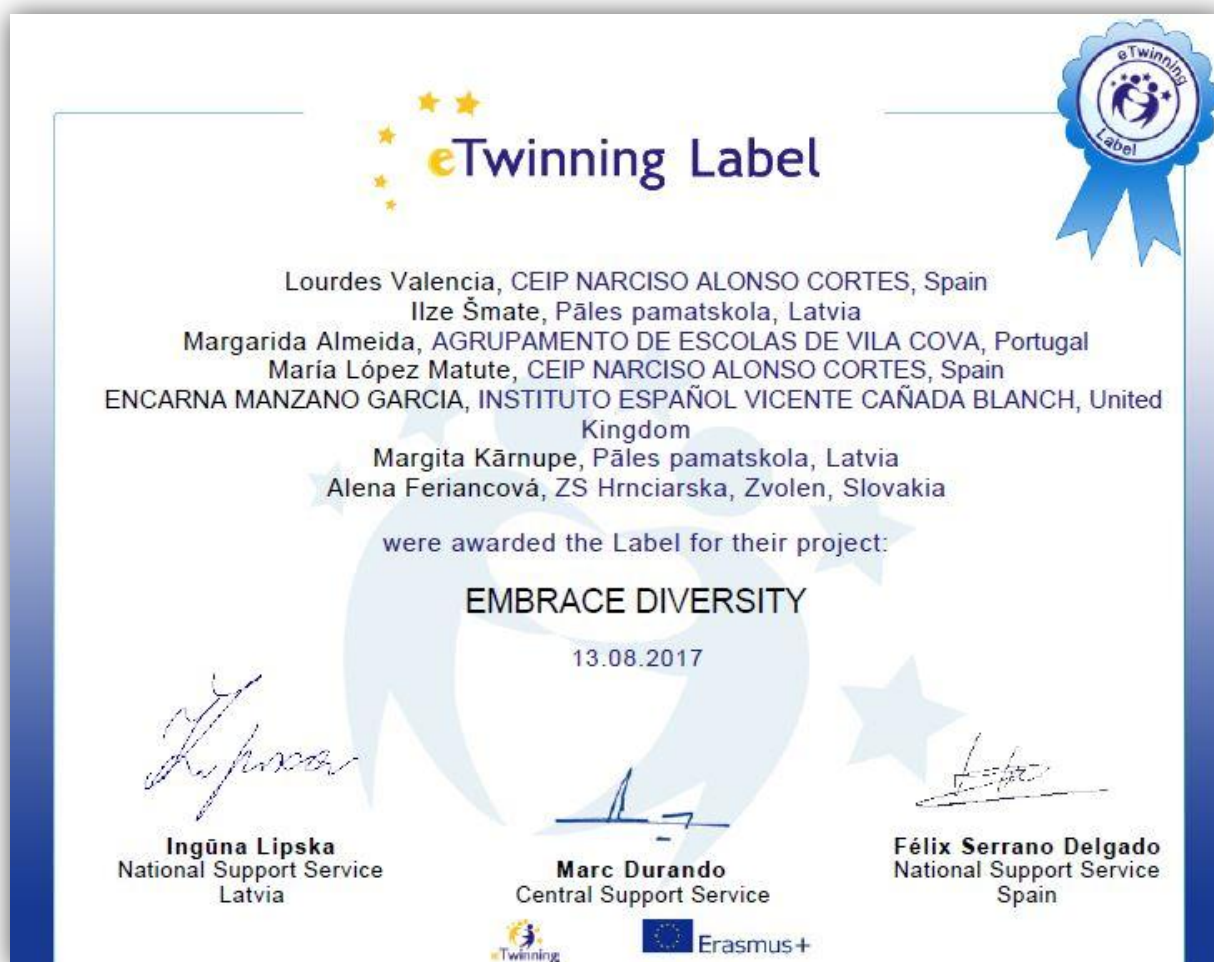 eTwinning
Label
eTwinning Label
Lourdes Valencia, CEIP NARCISO ALONSO CORTES, Spain
Ilze Šmate, Pāles pamatskola, Latvia
Margarida Almeida, AGRUPAMENTO DE ESCOLAS DE VILA COVA, Portugal
María López Matute, CEIP NARCISO ALONSO CORTES, Spain
ENCARNA MANZANO GARCIA, INSTITUTO ESPAÑOL VICENTE CAÑADA BLANCH, United
Kingdom
Margita Kārnupe, Pāles pamatskola, Latvia
Alena Feriancová, ZS Hrnciarska, Zvolen, Slovakia
were awarded the Label for their project:
EMBRACE DIVERSITY
13.08.2017
Ingūna Lipska
National Support Service
Latvia
Marc Durando
Central Support Service
Félix Serrano Delgado
National Support Service
Spain
eTwinning
Erasmus+